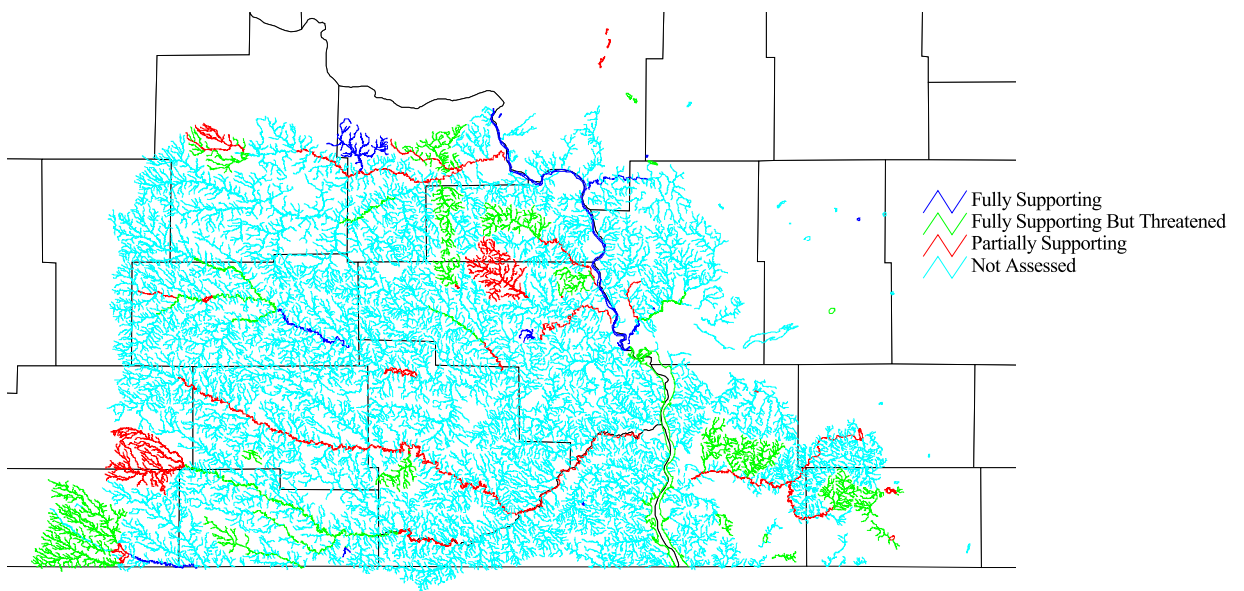 Fully Supporting
Fully Supporting But Threatened
Partially Supporting
Not Assessed